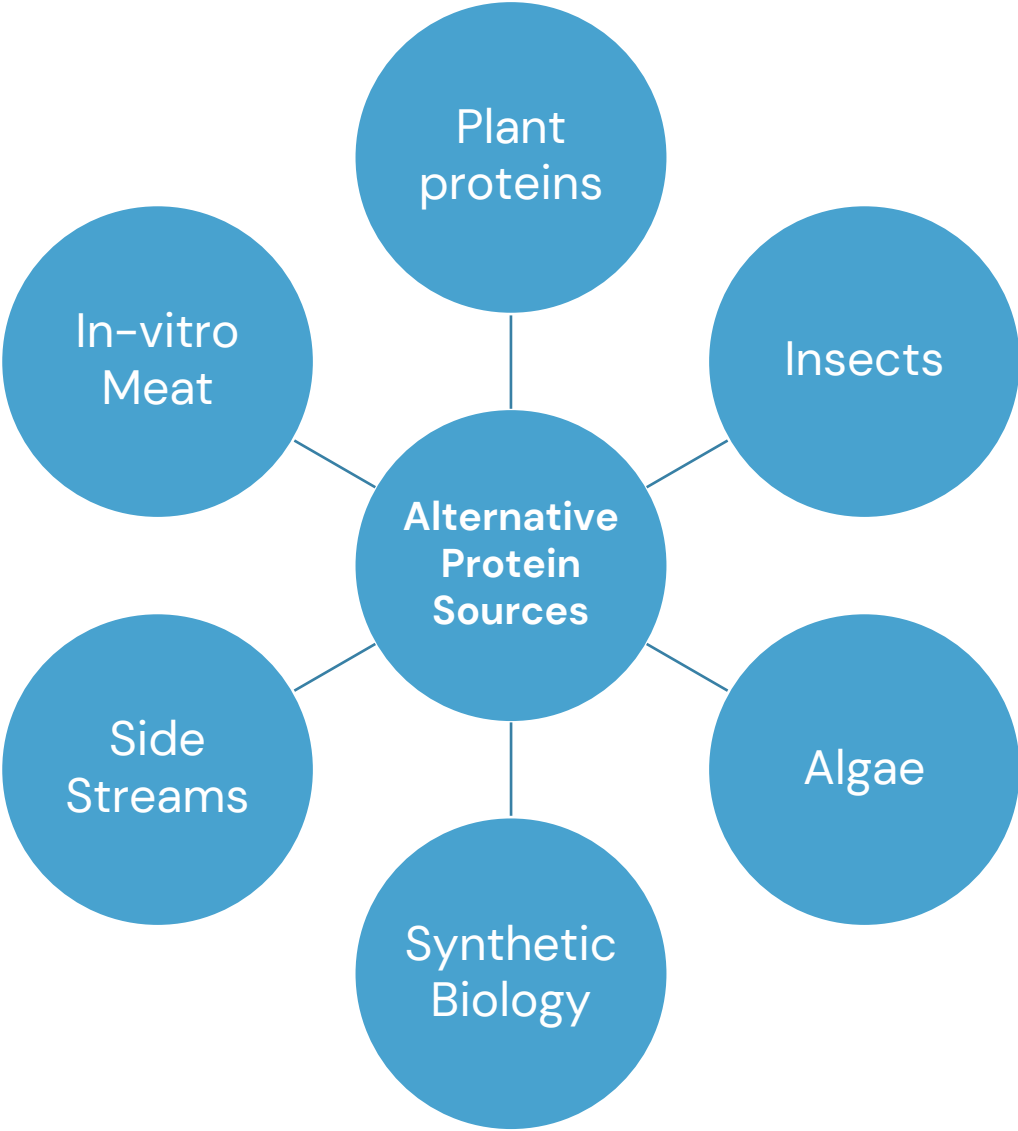 Plant
proteins
In-vitro
Meat
Insects
Alternative
Protein
Sources
Side
Streams
Algae
Synthetic
Biology